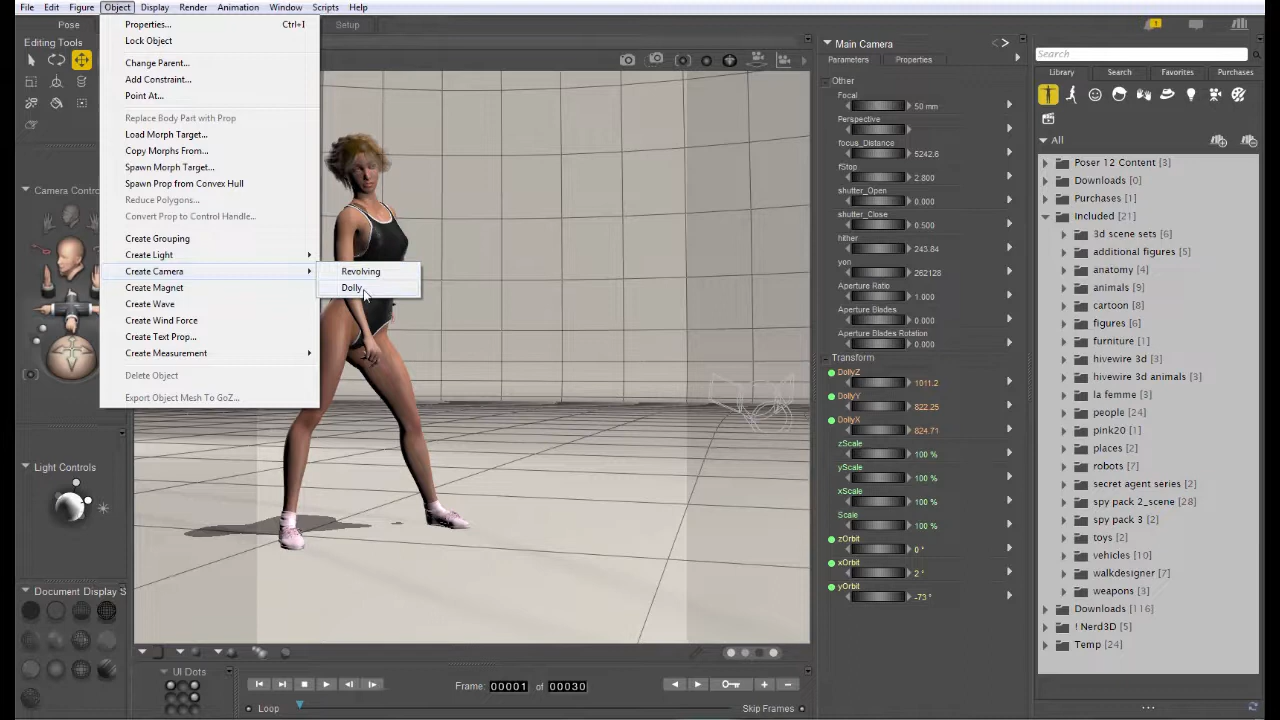 File Edit Figure Object Display Render Animation Window Scripts Help
Pose
Setup
Editing Tools
Properties... Ctrl+I
Lock Object
Change Parent...
Add Constraint...
Point At...
Replace Body Part with Prop
Load Morph Target...
Copy Morphs From...
Spawn Morph Target...
Spawn Prop from Convex Hull
Reduce Polygons...
Convert Prop to Control Handle...
Create Grouping
Create Light
Create Camera
Create Magnet
Create Wave
Create Wind Force
Create Text Prop...
Create Measurement
Delete Object
Export Object Mesh To GoZ...
Revolving
Dolly
Camera Contro
Light Controls
Document Display S
UI Dots
Frame: 00001 of 00030
Loop
Skip Frames
Main Camera
Parameters Properties
Other
Focal
50 mm
Perspective
focus_Distance
5242.6
fStop
2.800
shutter_Open
0.000
shutter_Close
0.500
hither
243.84
yon
262128
Aperture Ratio
1.000
Aperture Blades
0.000
Aperture Blades Rotation
0.000
Transform
DollyZ
1011.2
DollyY
822.25
DollyX
824.71
zScale
100 %
yScale
100 %
xScale
100 %
Scale
100 %
zOrbit
0 °
xOrbit
2 °
yOrbit
-73 °
Search
Library Search Favorites Purchases
All
Poser 12 Content [3]
Downloads [0]
Purchases [1]
Included [21]
3d scene sets [6]
additional figures [5]
anatomy [4]
animals [9]
cartoon [8]
figures [6]
furniture [1]
hivewire 3d [3]
hivewire 3d animals [3]
la femme [3]
people [24]
pink20 [1]
places [2]
robots [7]
secret agent series [2]
spy pack 2_scene [28]
spy pack 3 [2]
toys [2]
vehicles [10]
walkdesigner [7]
weapons [3]
Downloads [116]
! Nerd3D [5]
Temp [24]